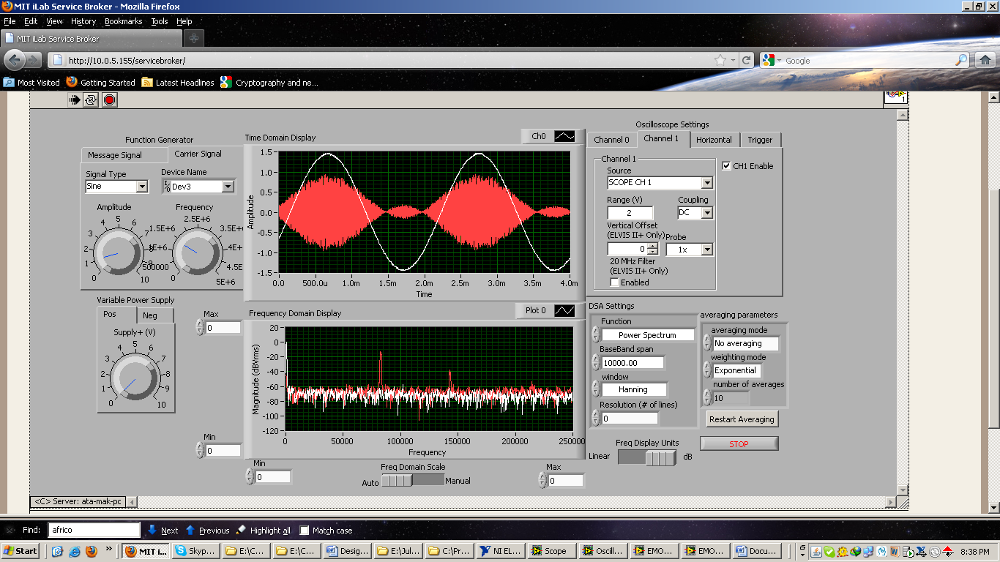 MIT iLab Service Broker - Mozilla Firefox
File Edit View History Bookmarks Tools Help
MIT iLab Service Broker
http://10.0.5.155/servicebroker/
Google
Most Visited Getting Started Latest Headlines Cryptography and ne...
1
Function Generator
Message Signal Carrier Signal
Signal Type
Sine
Device Name
Dev3
Amplitude
0 1 2 3 4 5 6 7 8 9 10
Frequency
0 500000 1E+6 1.5E+6 2.5E+6 3.5E+ 4E+ 4.5E 5E+6
Variable Power Supply
Pos Neg
Supply+ (V)
0 1 2 3 4 5 6 7 8 9 10
Max
0
Min
0
Time Domain Display
Ch0
Amplitude
1.5
1.0
0.5
0.0
-0.5
-1.0
-1.5
0.0 500.0u 1.0m 1.5m 2.0m 2.5m 3.0m 3.5m 4.0m
Time
Frequency Domain Display
Plot 0
Magnitude (dBVrms)
20
0
-20
-40
-60
-80
-100
-120
0 50000 100000 150000 200000 250000
Frequency
Min
0
Freq Domain Scale
Auto Manual
Max
0
Oscilloscope Settings
Channel 0 Channel 1 Horizontal Trigger
Channel 1
Source
SCOPE CH 1
CH1 Enable
Range (V)
2
Coupling
DC
Vertical Offset
(ELVIS II+ Only)
0
Probe
1x
20 MHz Filter
(ELVIS II+ Only)
Enabled
DSA Settings
Function
Power Spectrum
BaseBand span
10000.00
window
Hanning
Resolution (# of lines)
0
averaging parameters
averaging mode
No averaging
weighting mode
Exponential
number of averages
10
Restart Averaging
Freq Display Units
Linear dB
STOP
<C> Server: ata-mak-pc
Find: africo Next Previous Highlight all Match case
Start » MIT i... Skyp... E:\C... E:\C... Desig... E:\Jul... C:\Pr... NI EL... Scope Oscill... EMO... EMO... Docu... 8:38 PM